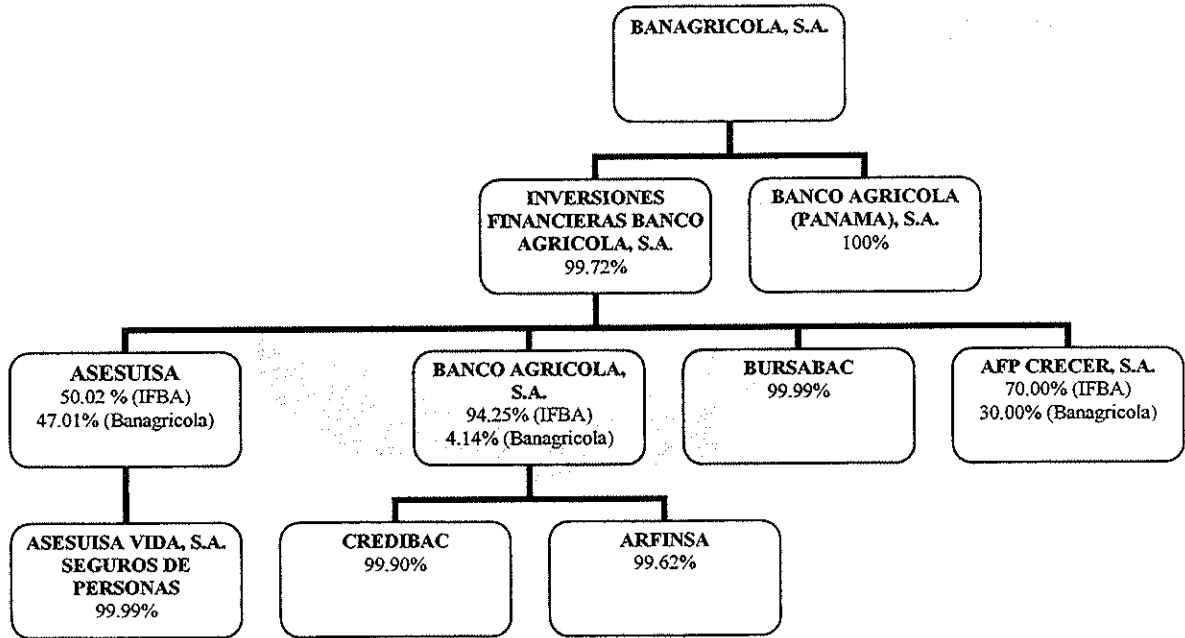 BANAGRICOLA, S.A.
INVERSIONES
FINANCIERAS BANCO
AGRICOLA, S.A.
99.72%
BANCO AGRICOLA
(PANAMA), S.A.
100%
ASESUISA
50.02 % (IFBA)
47.01% (Banagricola)
BANCO AGRICOLA,
S.A.
94.25% (IFBA)
4.14% (Banagricola)
BURSABAC
99.99%
AFP CRECER, S.A.
70.00% (IFBA)
30.00% (Banagricola)
ASESUISA VIDA, S.A.
SEGUROS DE
PERSONAS
99.99%
CREDIBAC
99.90%
ARFINSA
99.62%